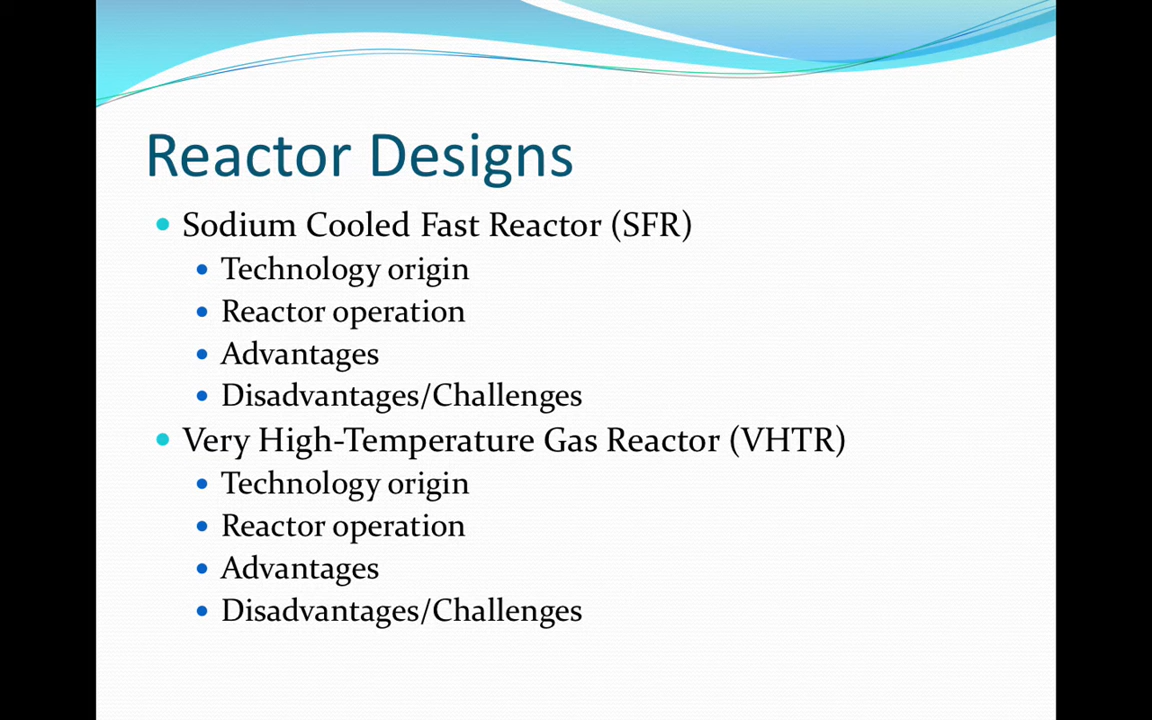 Reactor Designs
Sodium Cooled Fast Reactor (SFR)
Technology origin
Reactor operation
Advantages
Disadvantages/Challenges
Very High-Temperature Gas Reactor (VHTR)
Technology origin
Reactor operation
Advantages
Disadvantages/Challenges